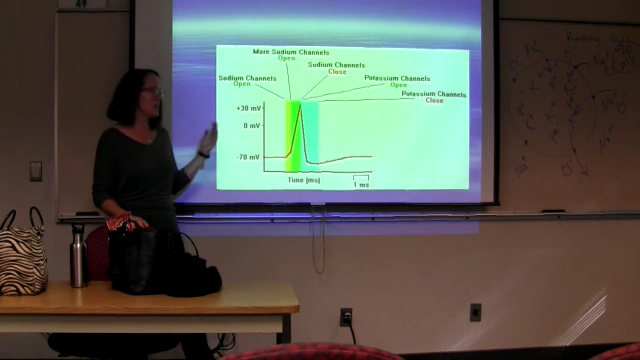 More Sodium Channels
Open
Sodium Channels
Close
Sodium Channels
Open
Potassium Channels
Open
Potassium Channels
Close
+30 mV
0 mV
-70 mV
Time (ms)
1 ms